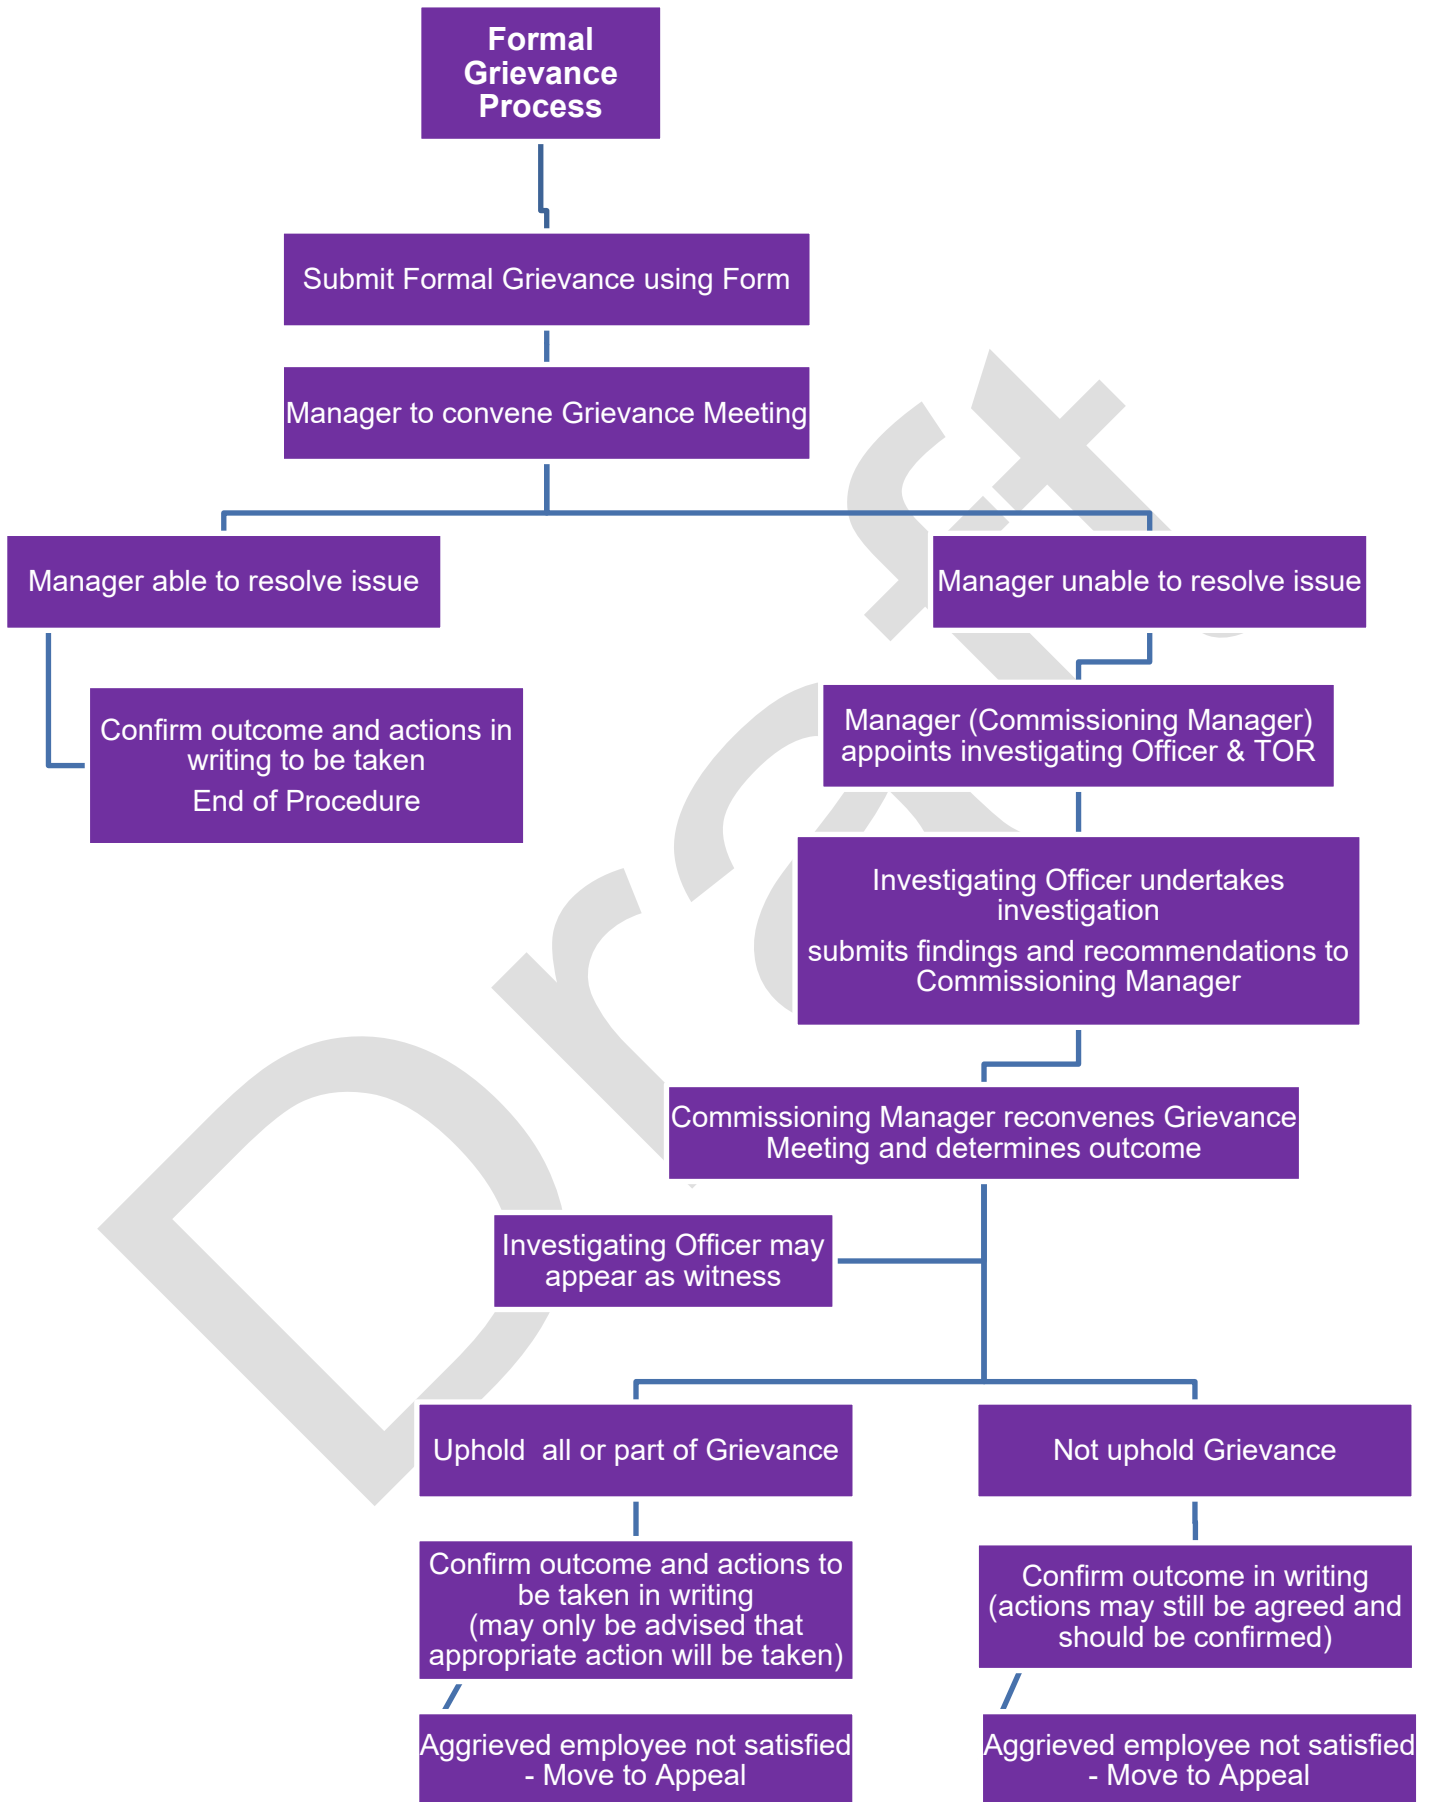 Formal
Grievance
Process
Submit Formal Grievance using Form
Manager to convene Grievance Meeting
Manager able to resolve issue
Manager unable to resolve issue
Confirm outcome and actions in
writing to be taken
End of Procedure
Manager (Commissioning Manager)
appoints investigating Officer & TOR
Investigating Officer undertakes
investigation
submits findings and recommendations to
Commissioning Manager
Commissioning Manager reconvenes Grievance
Meeting and determines outcome
Investigating Officer may
appear as witness
Uphold  all or part of Grievance
Not uphold Grievance
Confirm outcome and actions to
be taken in writing
(may only be advised that
appropriate action will be taken)
Confirm outcome in writing
(actions may still be agreed and
should be confirmed)
Aggrieved employee not satisfied
- Move to Appeal
Aggrieved employee not satisfied
- Move to Appeal
Draft